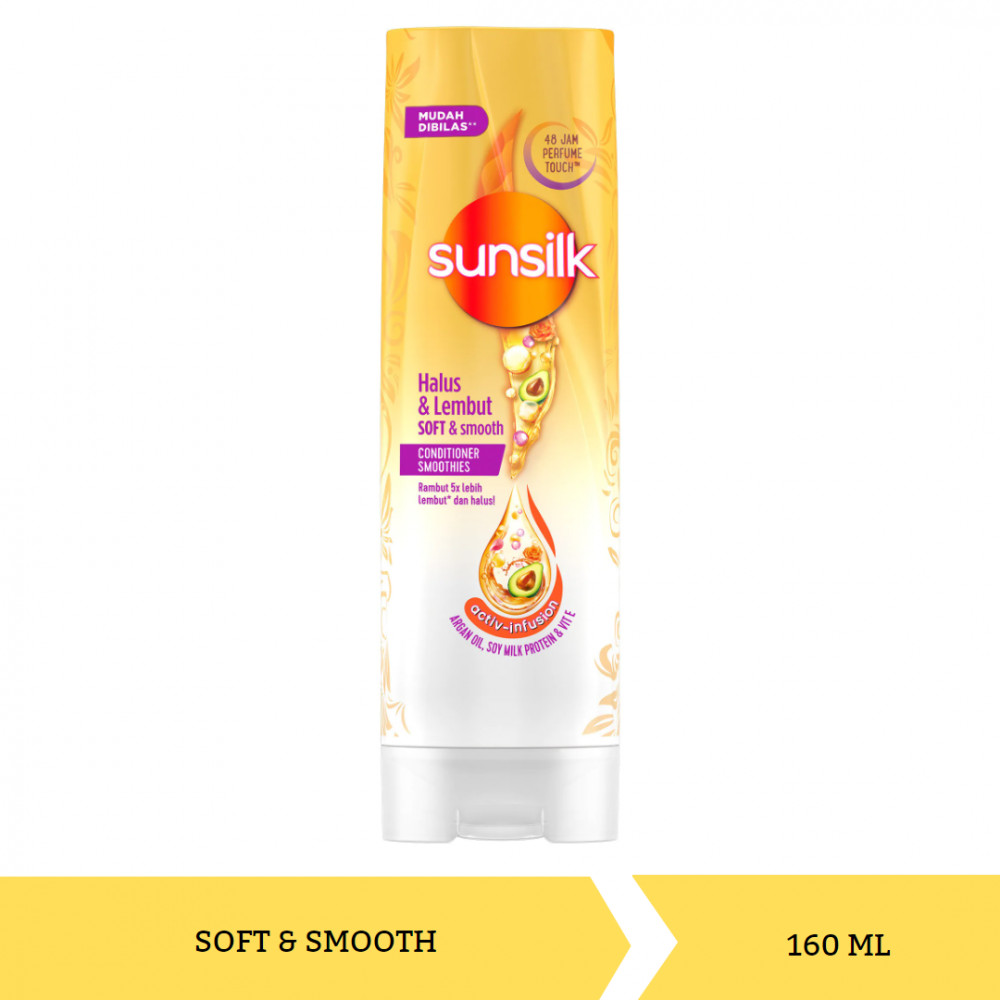 MUDAH
DIBILAS**
48 JAM
PERFUME
TOUCH™
sunsilk
Halus
& Lembut
SOFT & smooth
CONDITIONER
SMOOTHIES
Rambut 5x lebih
lembut* dan halus!
activ-infusion
ARGAN OIL, SOY MILK PROTEIN & VIT E
SOFT & SMOOTH
160 ML